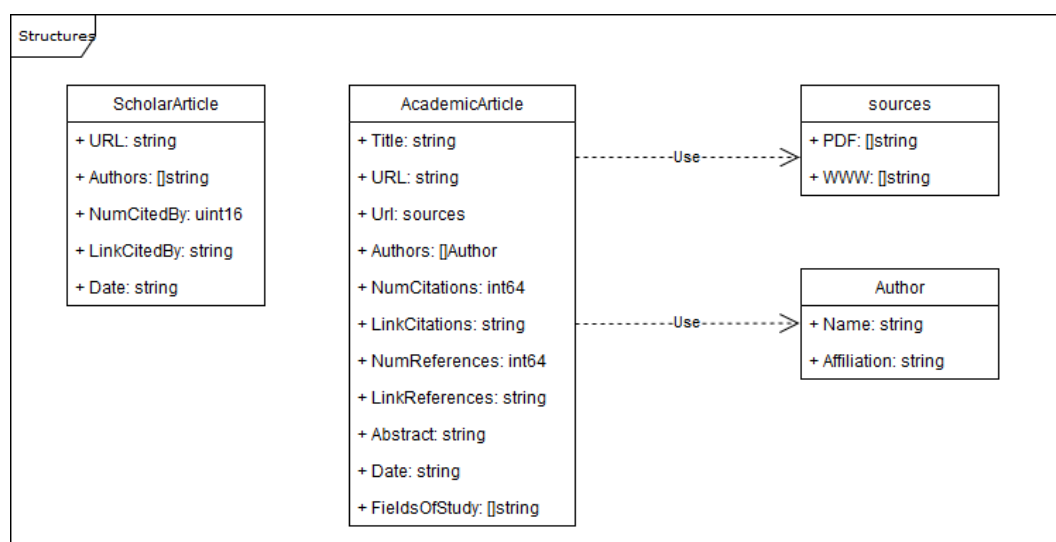 Structures
ScholarArticle
+ URL: string
+ Authors: []string
+ NumCitedBy: uint16
+ LinkCitedBy: string
+ Date: string
AcademicArticle
+ Title: string
+ URL: string
+ Url: sources
+ Authors: []Author
+ NumCitations: int64
+ LinkCitations: string
+ NumReferences: int64
+ LinkReferences: string
+ Abstract: string
+ Date: string
+ FieldsOfStudy: []string
Use
Use
sources
+ PDF: []string
+ WWW: []string
Author
+ Name: string
+ Affiliation: string